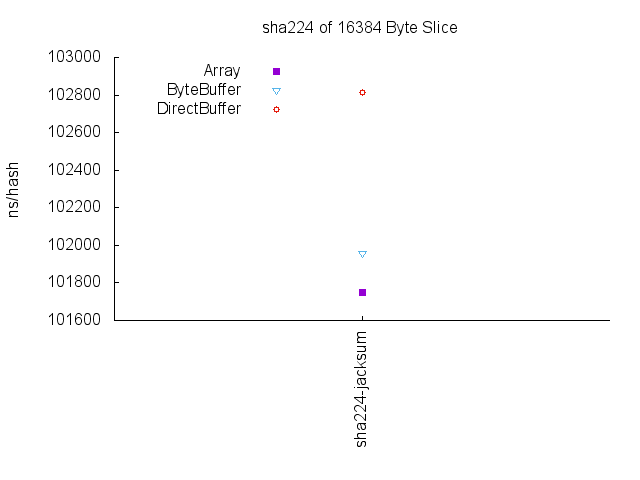 sha224 of 16384 Byte Slice
103000
102800
102600
102400
102200
102000
101800
101600
ns/hash
Array
ByteBuffer
DirectBuffer
sha224-jacksum